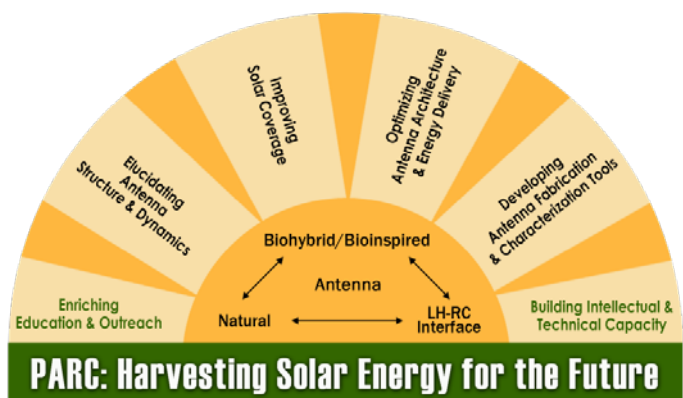 Enriching
Education & Outreach
Elucidating
Antenna
Structure & Dynamics
Improving
Solar Coverage
Optimizing
Antenna Architecture
& Energy Delivery
Developing
Antenna Fabrication
& Characterization Tools
Building Intellectual &
Technical Capacity
Biohybrid/Bioinspired
Antenna
Natural
LH-RC
Interface
PARC: Harvesting Solar Energy for the Future